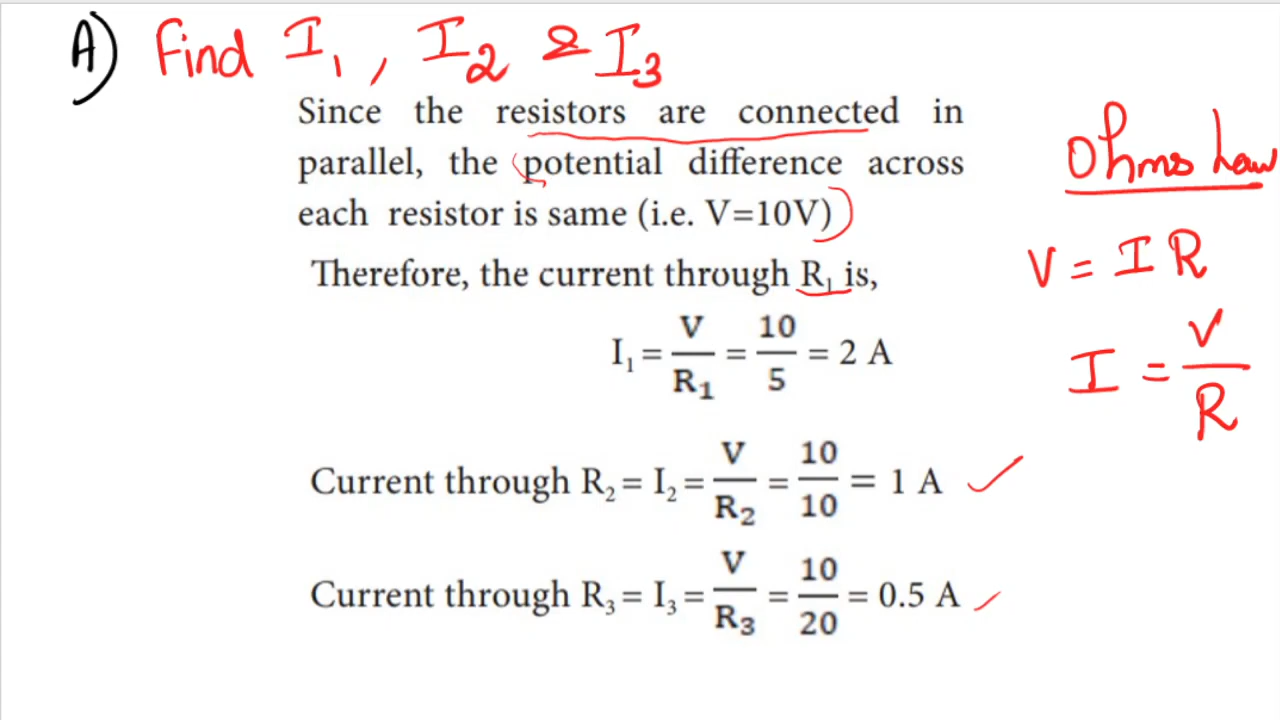 A) Find I₁, I₂ & I₃
Since the resistors are connected in
parallel, the potential difference across
each resistor is same (i.e. V=10V)
Ohms Law
V = I R
I = V/R
Therefore, the current through R₁ is,
I₁ = V/R₁ = 10/5 = 2 A
Current through R₂ = I₂ = V/R₂ = 10/10 = 1 A
Current through R₃ = I₃ = V/R₃ = 10/20 = 0.5 A